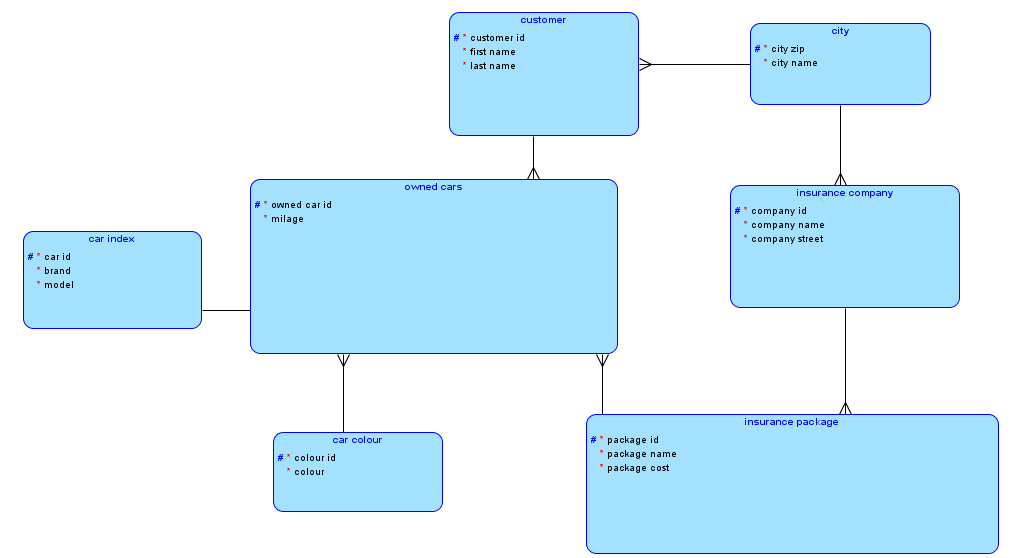 customer
# * customer id
* first name
* last name
city
# * city zip
* city name
owned cars
# * owned car id
* milage
insurance company
# * company id
* company name
* company street
car index
# * car id
* brand
* model
car colour
# * colour id
* colour
insurance package
# * package id
* package name
* package cost